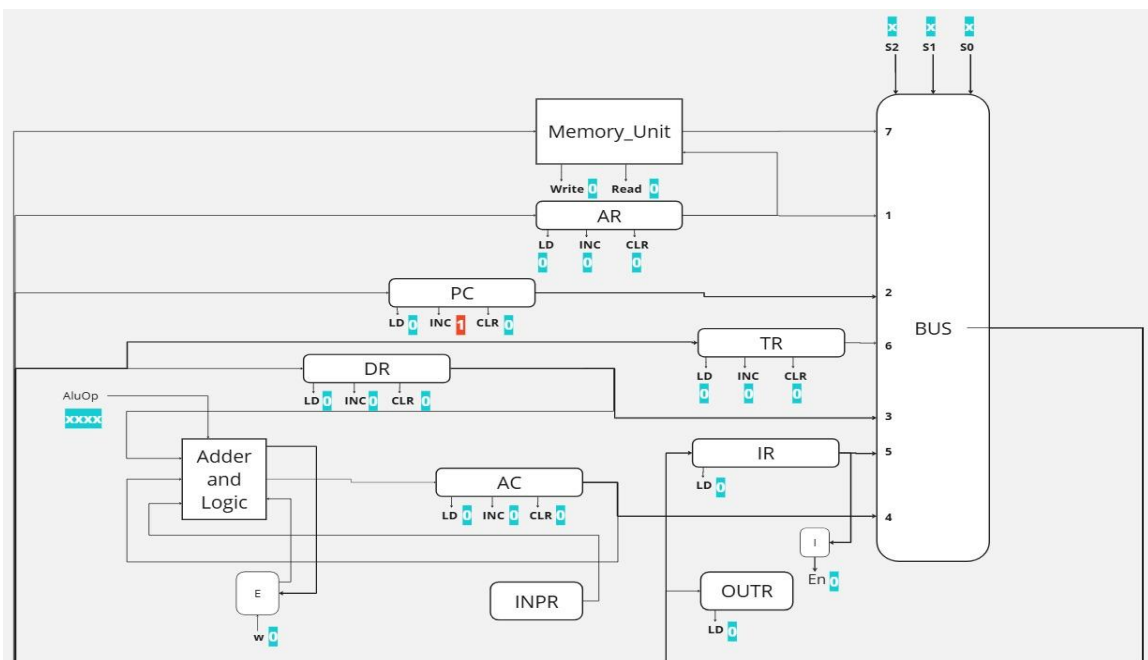 x x x
S2 S1 S0
Memory_Unit
7
Write 0 Read 0
AR
1
LD INC CLR
0 0 0
PC
2
LD 0 INC 1 CLR 0
BUS
TR
6
LD INC CLR
0 0 0
DR
LD 0 INC 0 CLR 0
AluOp
xxxx
3
Adder
and
Logic
IR
5
LD 0
AC
LD 0 INC 0 CLR 0
4
I
En 0
E
w 0
INPR
OUTR
LD 0